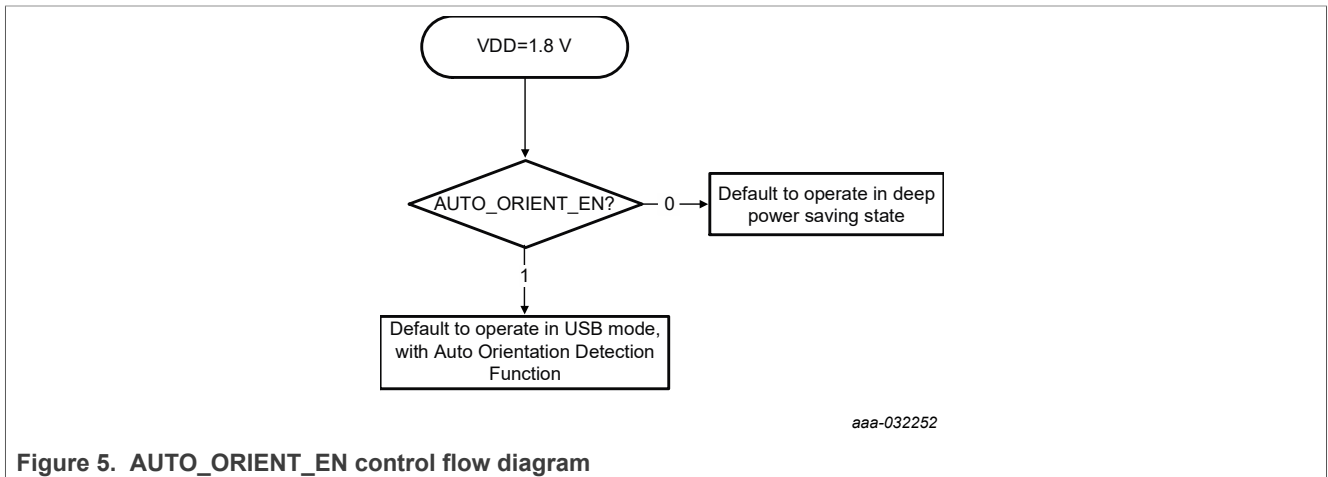 VDD=1.8 V
AUTO_ORIENT_EN?
0
Default to operate in deep
power saving state
1
Default to operate in USB mode,
with Auto Orientation Detection
Function
aaa-032252
Figure 5. AUTO_ORIENT_EN control flow diagram